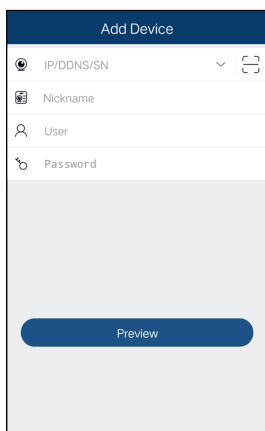 Add Device
IP/DDNS/SN
Nickname
User
Password
Preview